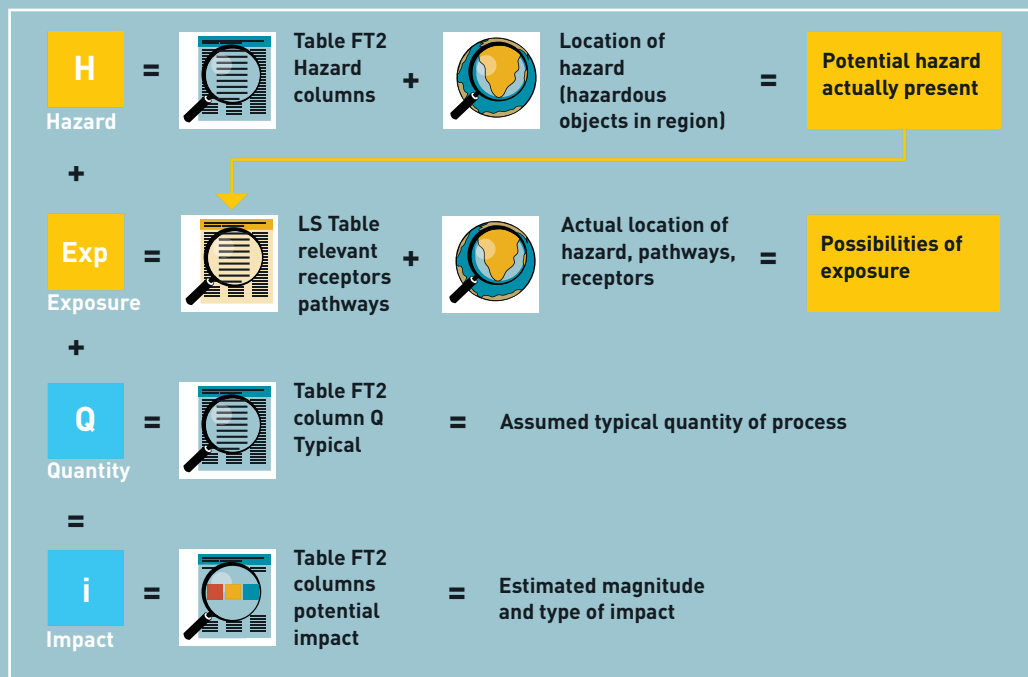 H
Hazard
=
Table FT2
Hazard
columns
+
Location of
hazard
(hazardous
objects in region)
=
Potential hazard
actually present
+
Exp
Exposure
=
LS Table
relevant
receptors
pathways
+
Actual location of
hazard, pathways,
receptors
=
Possibilities of
exposure
+
Q
Quantity
=
Table FT2
column Q
Typical
=
Assumed typical quantity of process
=
i
Impact
=
Table FT2
columns
potential
impact
=
Estimated magnitude
and type of impact